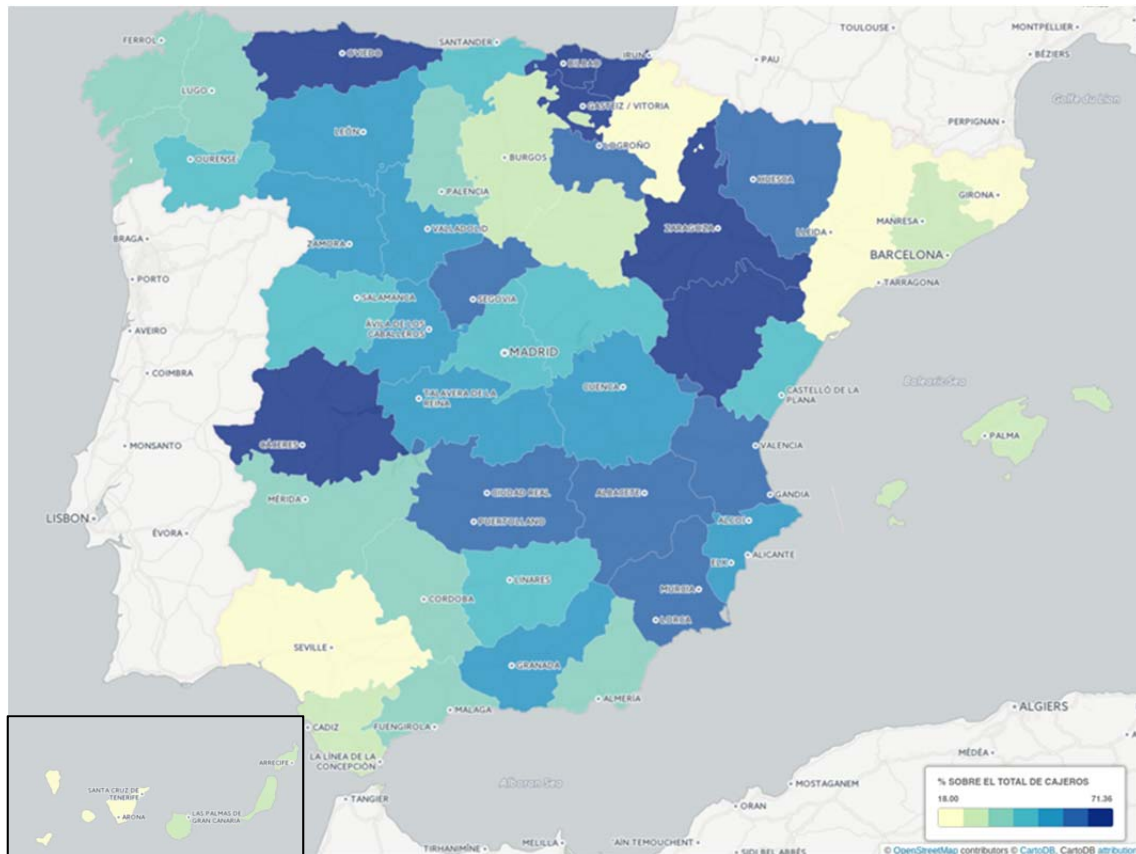 TOULOUSE
MONTPELLIER
BÉZIERS
FERROL
SANTANDER
IRUN
PAU
OVIEDO
BILBAO
Golfe du Lion
LUGO
GASTEIZ / VITORIA
PERPIGNAN
LEÓN
LOGROÑO
OURENSE
BURGOS
HUESCA
PALENCIA
GIRONA
BRAGA
ZAMORA
VALLADOLID
ZARAGOZA
LLEIDA
MANRESA
BARCELONA
PORTO
TARRAGONA
SALAMANCA
SEGOVIA
ÁVILA DE LOS
CABALLEROS
AVEIRO
MADRID
COIMBRA
CUENCA
Balearic Sea
TALAVERA DE LA
REINA
CASTELLÓ DE LA
PLANA
MONSANTO
CÁCERES
VALENCIA
PALMA
MÉRIDA
CIUDAD REAL
ALBACETE
GANDIA
LISBON
PUERTOLLANO
ALCOI
ÉVORA
ALICANTE
ELX
LINARES
MURCIA
CÓRDOBA
LORCA
SEVILLE
GRANADA
ALMERÍA
MÁLAGA
ALGIERS
CADIZ
FUENGIROLA
MÉDÉA
LA LÍNEA DE LA
CONCEPCIÓN
Alboran Sea
ARRECIFE
SANTA CRUZ DE
TENERIFE
ARONA
LAS PALMAS DE
GRAN CANARIA
TANGIER
MOSTAGANEM
ORAN
MELILLA
AÏN TEMOUCHENT
SIDI BEL ABBÈS
TIRHANIMÎNE
% SOBRE EL TOTAL DE CAJEROS
18.00 71.36
© OpenStreetMap contributors © CartoDB, CartoDB attribution